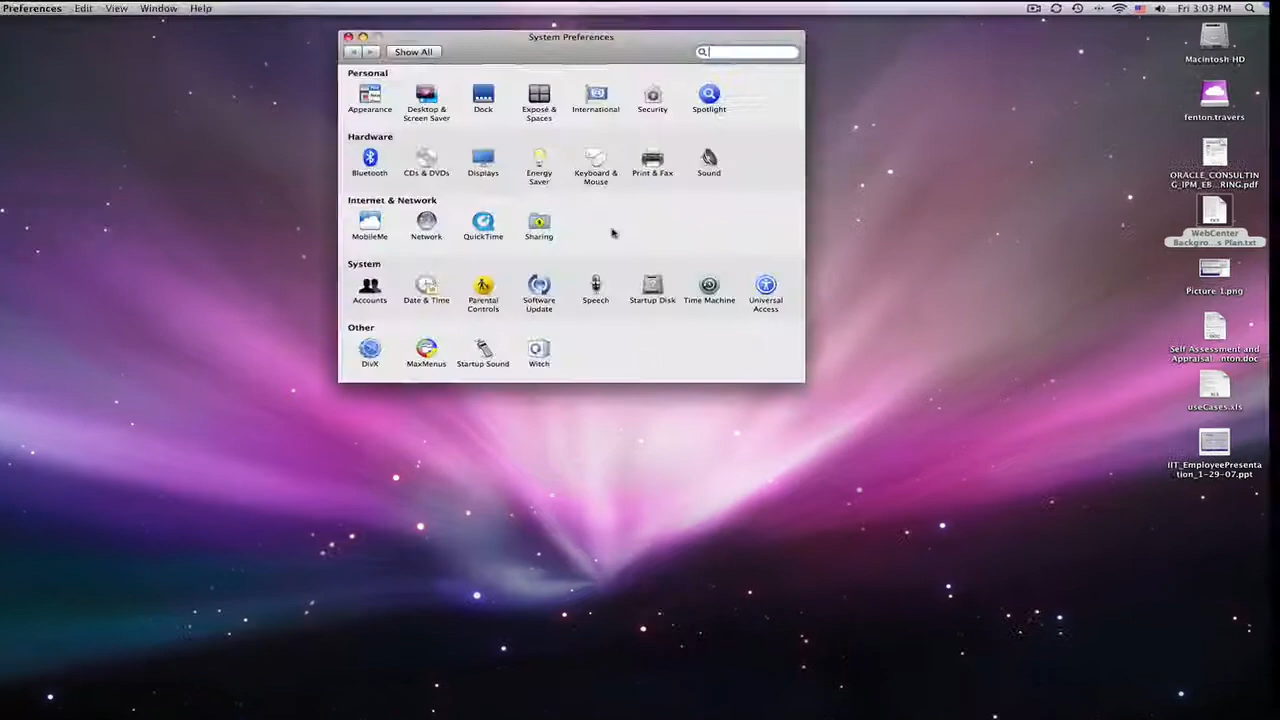 Preferences Edit View Window Help
Fri 3:03 PM
System Preferences
Show All
Personal
Appearance
Desktop &
Screen Saver
Dock
Exposé &
Spaces
International
Security
Spotlight
Hardware
Bluetooth
CDs & DVDs
Displays
Energy
Saver
Keyboard &
Mouse
Print & Fax
Sound
Internet & Network
MobileMe
Network
QuickTime
Sharing
System
Accounts
Date & Time
Parental
Controls
Software
Update
Speech
Startup Disk
Time Machine
Universal
Access
Other
DivX
MaxMenus
Startup Sound
Witch
Macintosh HD
fenton.travers
ORACLE_CONSULTIN
G_IPM_EB...RING.pdf
WebCenter
Backgro...s Plan.txt
Picture 1.png
Self Assessment and
Appraisal...nton.doc
useCases.xls
IIT_EmployeePresenta
tion_1-29-07.ppt